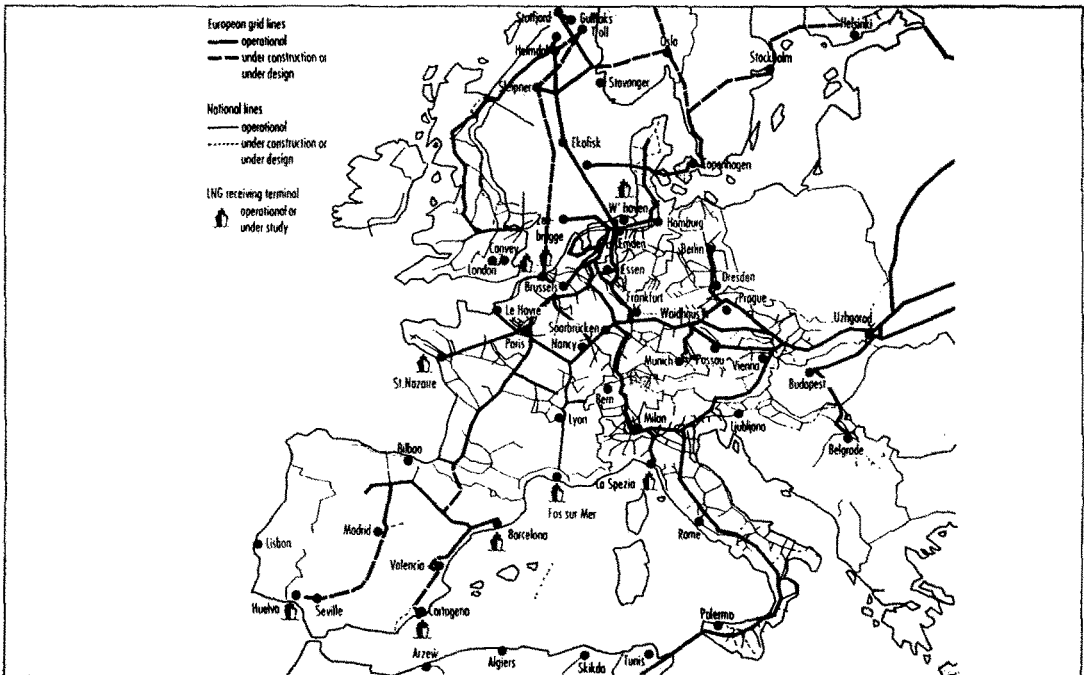 European grid lines
operational
under construction or
under design
National lines
operational
under construction or
under design
LNG receiving terminal
operational or
under study
Statfjord
Gullfaks
Troll
Heimdal
Sleipner
Oslo
Helsinki
Stockholm
Stavanger
Ekofisk
Copenhagen
W' haven
Hamburg
Zee-
brugge
Emden
Berlin
Convey
London
Essen
Brussels
Dresden
Frankfurt
Prague
Le Havre
Waidhaus
Uzhgorod
Saarbrücken
Paris
Nancy
Munich
Passau
Vienna
St.Nazaire
Budapest
Bern
Lyon
Milan
Ljubljana
Belgrade
Bilbao
La Spezia
Fos sur Mer
Madrid
Barcelona
Rome
Lisbon
Valencia
Huelva
Seville
Cartagena
Palermo
Arzew
Algiers
Skikda
Tunis